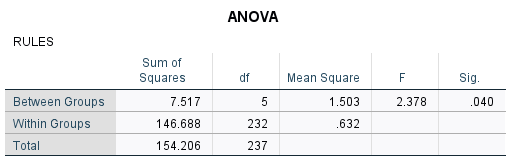 ANOVA
RULES
Sum of Squares df Mean Square F Sig.
Between Groups 7.517 5 1.503 2.378 .040
Within Groups 146.688 232 .632
Total 154.206 237